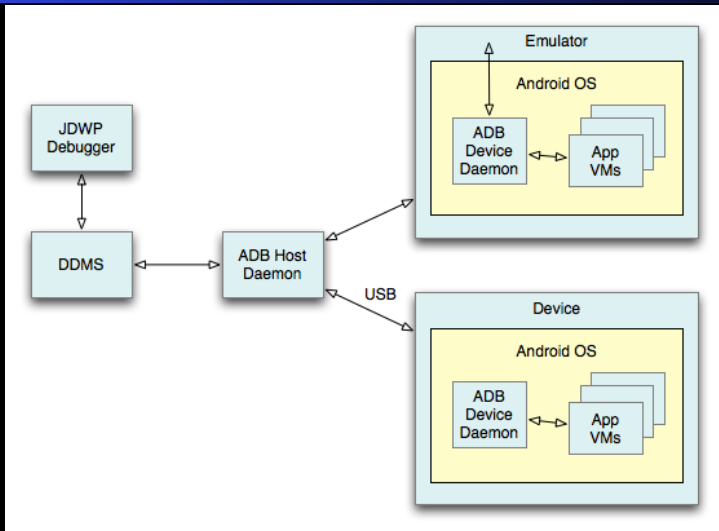 Emulator
Android OS
JDWP
Debugger
ADB
Device
Daemon
App
VMs
DDMS
ADB Host
Daemon
USB
Device
Android OS
ADB
Device
Daemon
App
VMs